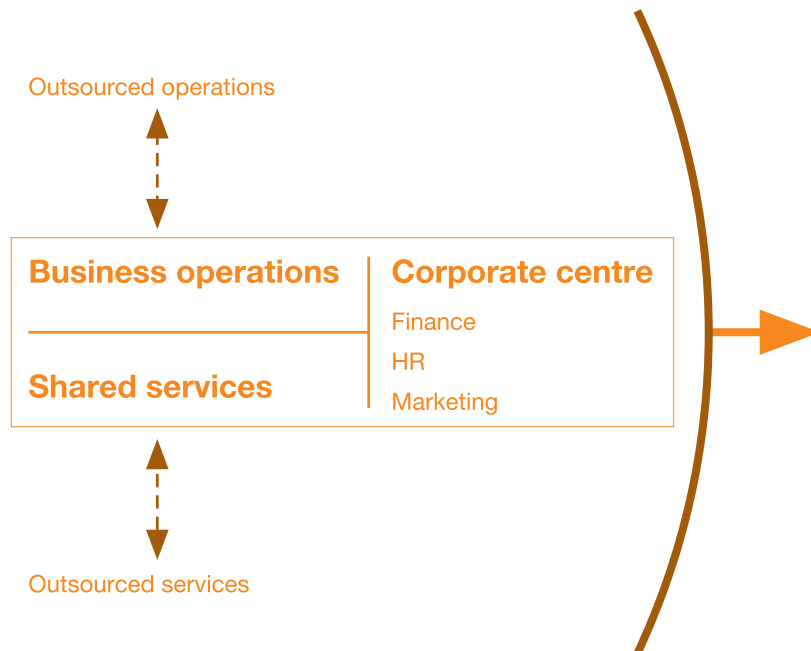 Outsourced operations
Business operations
Shared services
Corporate centre
Finance
HR
Marketing
Outsourced services